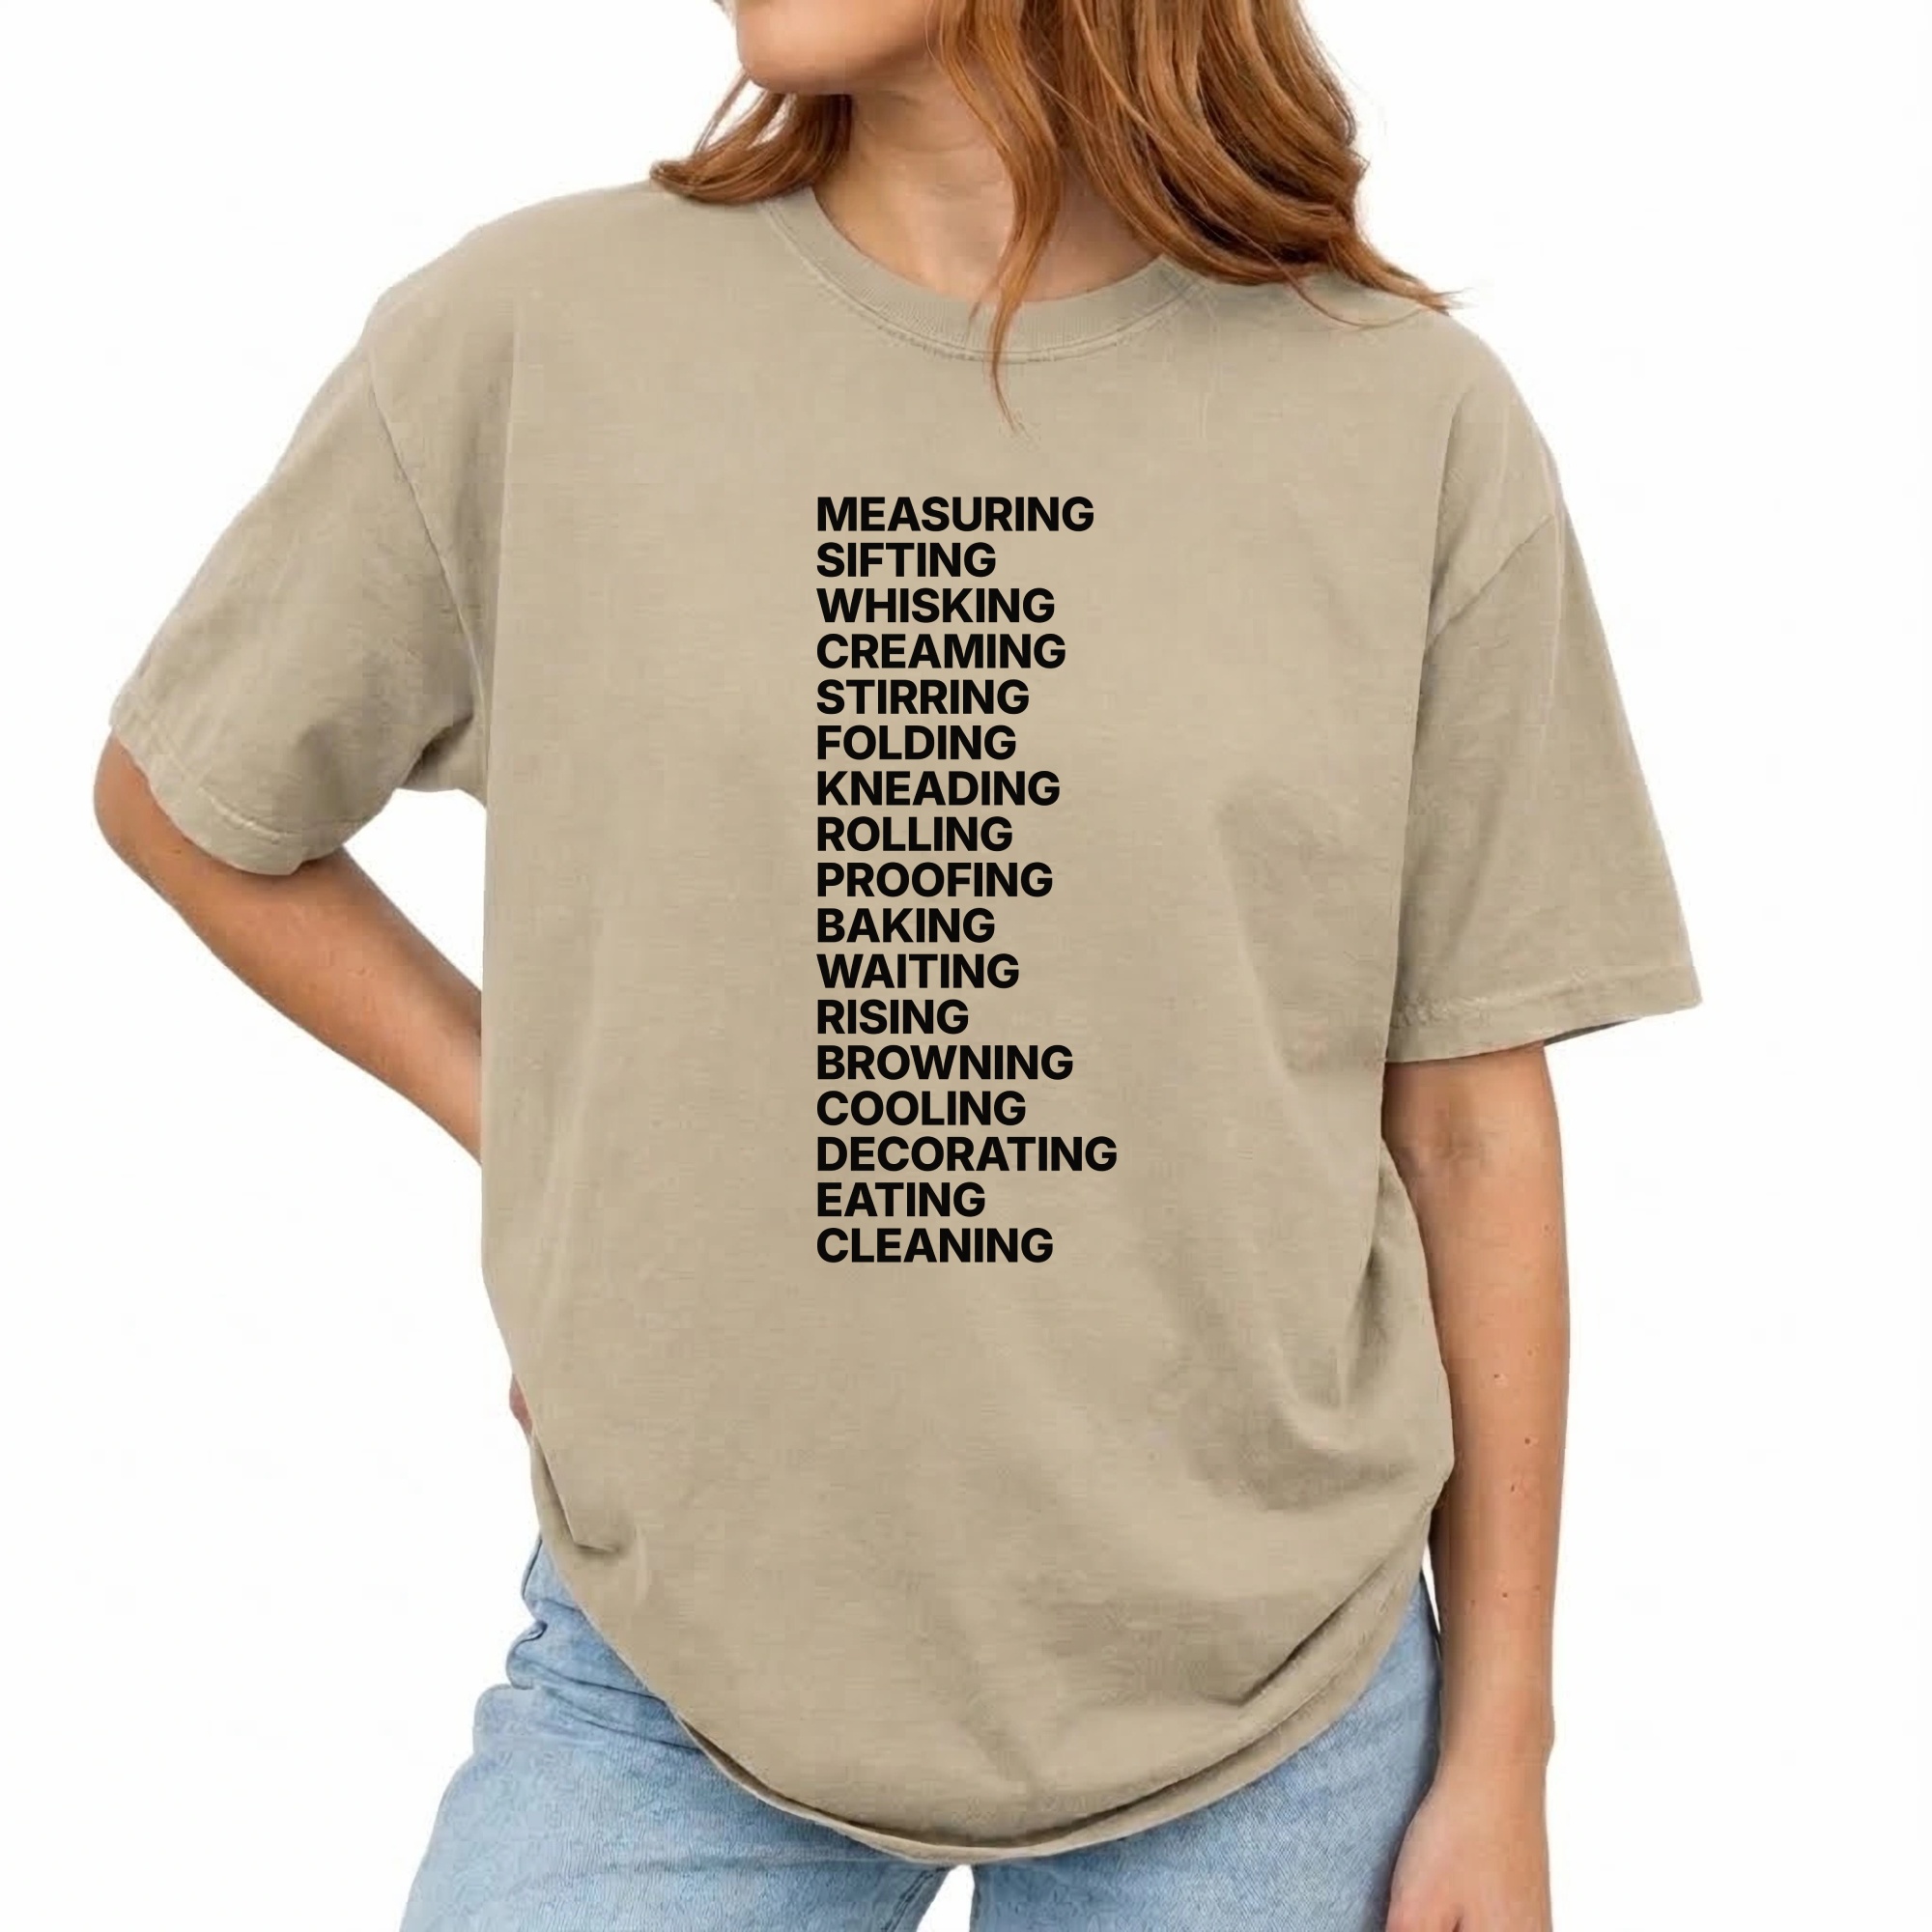 MEASURING
SIFTING
WHISKING
CREAMING
STIRRING
FOLDING
KNEADING
ROLLING
PROOFING
BAKING
WAITING
RISING
BROWNING
COOLING
DECORATING
EATING
CLEANING